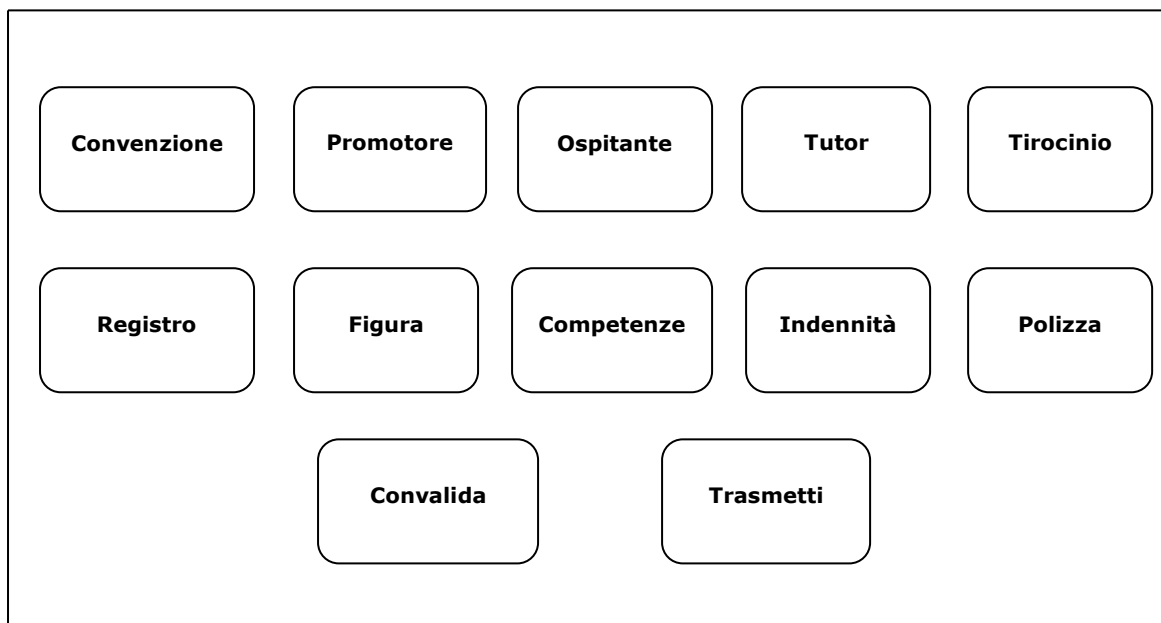 Convenzione Promotore Ospitante Tutor Tirocinio
Registro Figura Competenze Indennità Polizza
Convalida Trasmetti